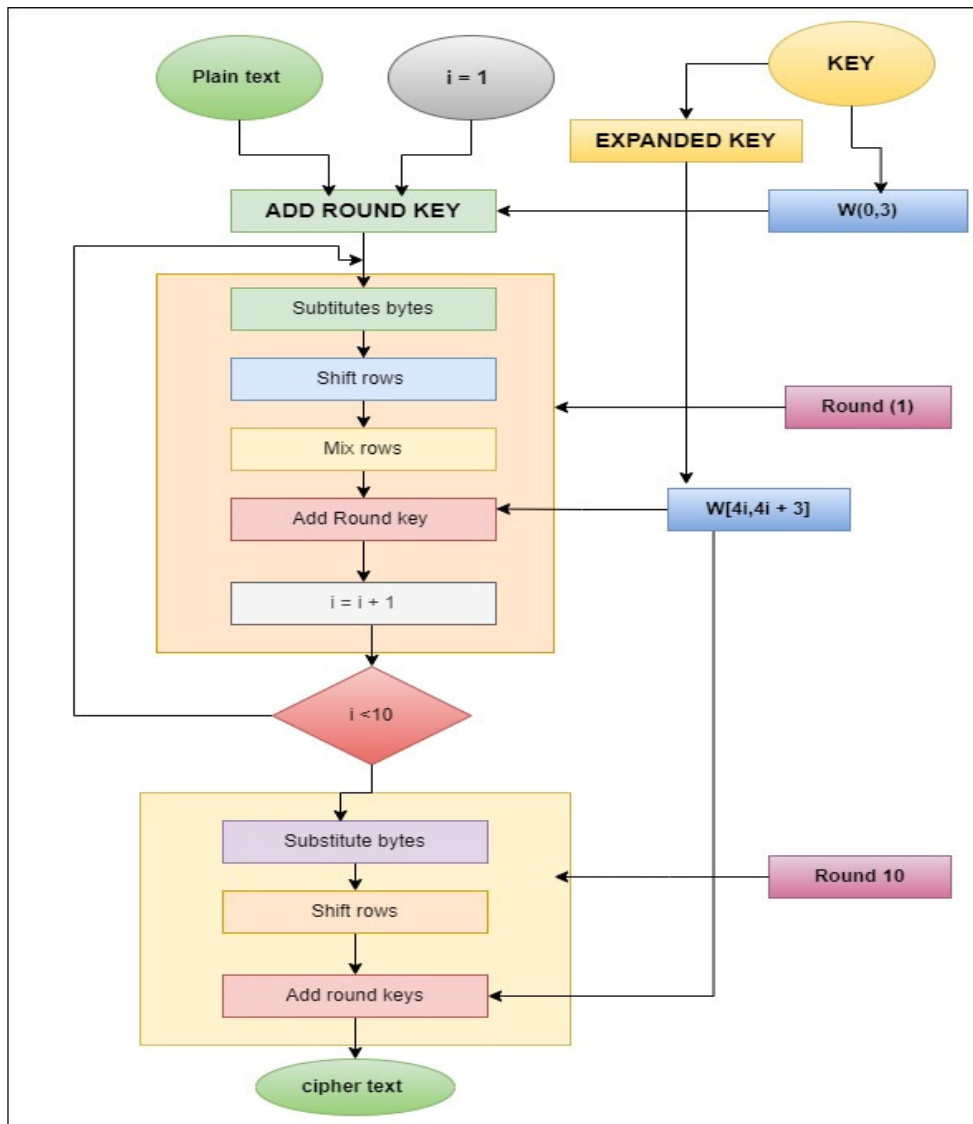 Plain text
i = 1
KEY
EXPANDED KEY
ADD ROUND KEY
W(0,3)
Subtitutes bytes
Shift rows
Round (1)
Mix rows
Add Round key
W[4i,4i + 3]
i = i + 1
i <10
Substitute bytes
Round 10
Shift rows
Add round keys
cipher text